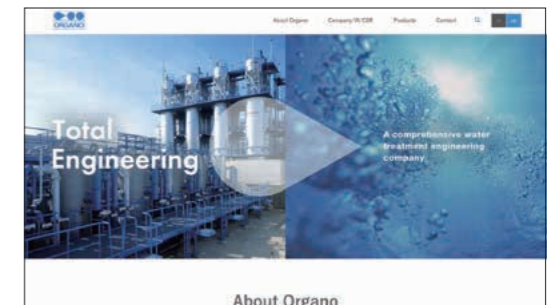 ORGANO
About Organo Company/IR/CSR Products Contact
Total
Engineering
A comprehensive water
treatment engineering
company
About Organo